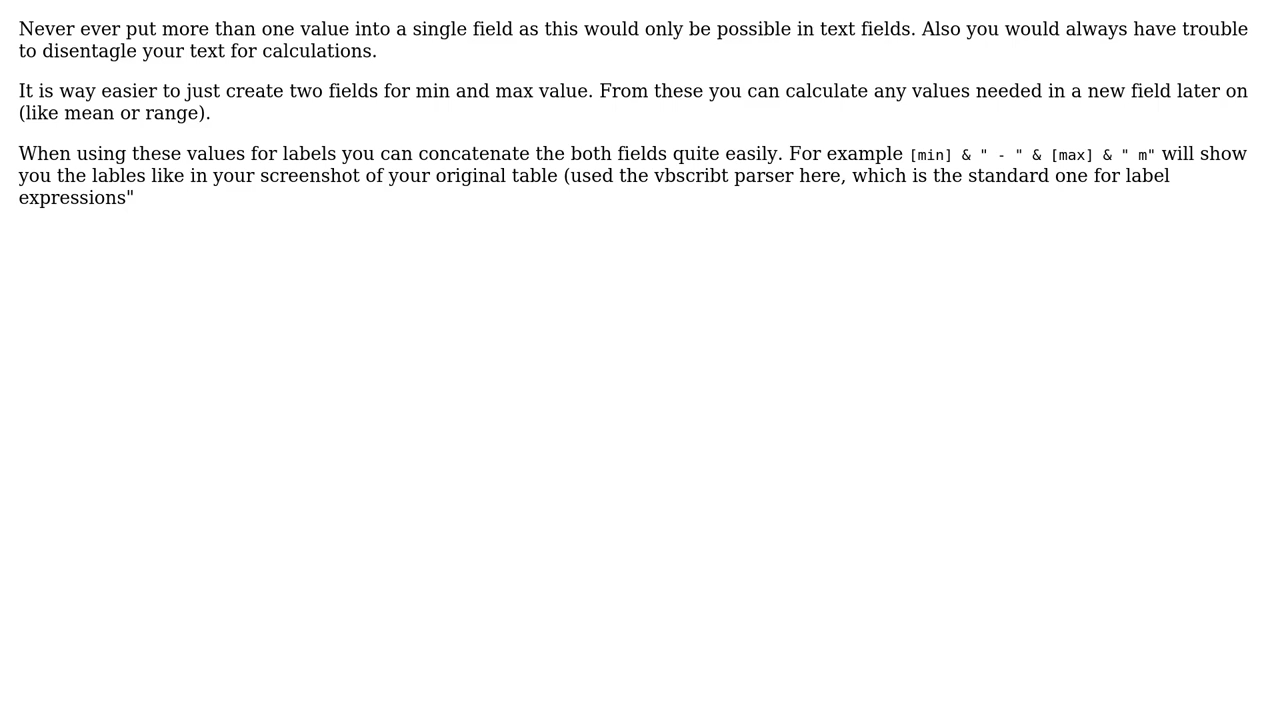 Never ever put more than one value into a single field as this would only be possible in text fields. Also you would always have trouble
to disentagle your text for calculations.
It is way easier to just create two fields for min and max value. From these you can calculate any values needed in a new field later on
(like mean or range).
When using these values for labels you can concatenate the both fields quite easily. For example [min] & " - " & [max] & " m" will show
you the lables like in your screenshot of your original table (used the vbscribt parser here, which is the standard one for label
expressions"